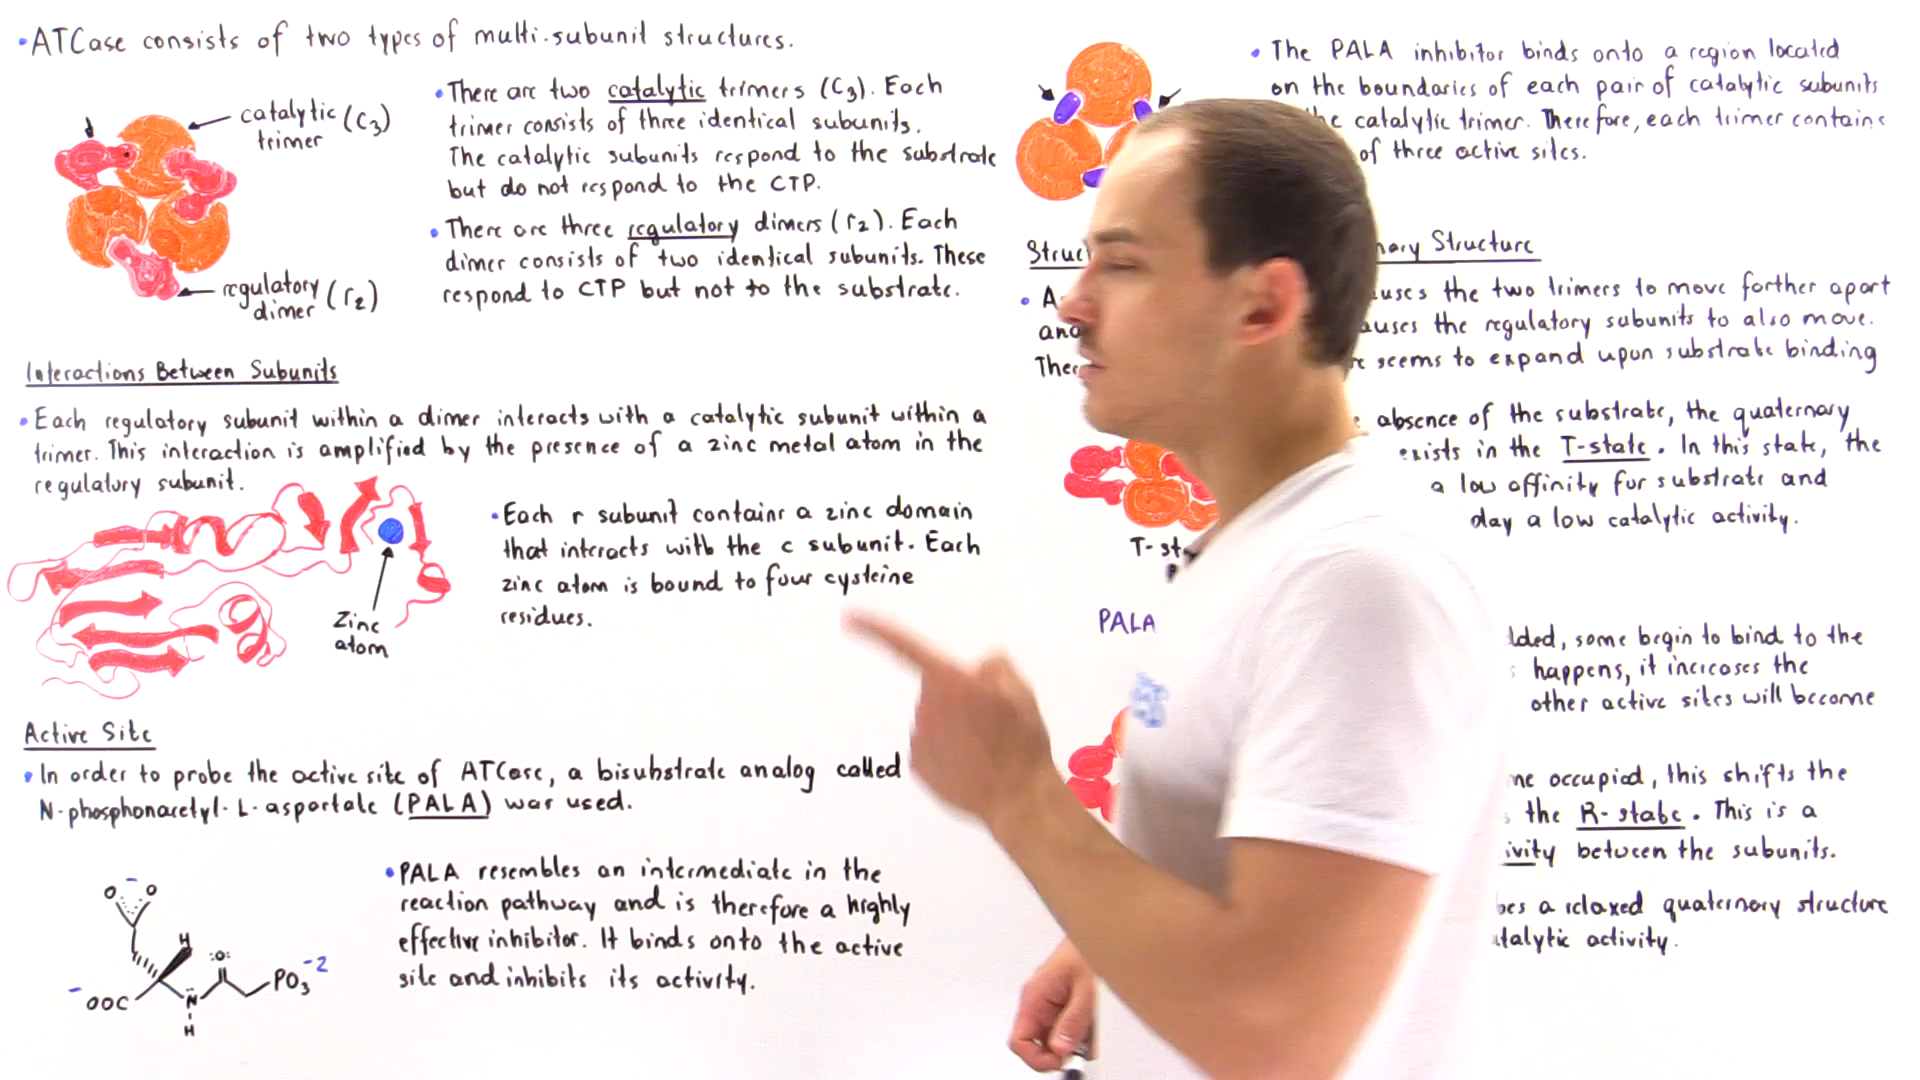 •ATCase consists of two types of multi-subunit structures.
catalytic (C3)
trimer
regulatory (r2)
dimer
•There are two catalytic trimers (C3). Each
trimer consists of three identical subunits.
The catalytic subunits respond to the substrate
but do not respond to the CTP.
•There are three regulatory dimers (r2). Each
dimer consists of two identical subunits. These
respond to CTP but not to the substrate.
Interactions Between Subunits
•Each regulatory subunit within a dimer interacts with a catalytic subunit within a
trimer. This interaction is amplified by the presence of a zinc metal atom in the
regulatory subunit.
Zinc
atom
•Each r subunit contains a zinc domain
that interacts with the c subunit. Each
zinc atom is bound to four cysteine
residues.
Active Site
•In order to probe the active site of ATCase, a bisubstrate analog called
N-phosphonacetyl-L-aspartate (PALA) was used.
O - O
H
-OOC
N
H
:O:
PO3 -2
•PALA resembles an intermediate in the
reaction pathway and is therefore a highly
effective inhibitor. It binds onto the active
site and inhibits its activity.
•The PALA inhibitor binds onto a region located
on the boundaries of each pair of catalytic subunits
he catalytic trimer. Therefore, each trimer contains
of three active sites.
Struc nary Structure
•A uses the two trimers to move farther apart
and auses the regulatory subunits to also move.
Ther e seems to expand upon substrate binding
absence of the substrate, the quaternary
exists in the T-state. In this state, the
a low affinity for substrate and
day a low catalytic activity.
T-st
PALA
dded, some begin to bind to the
s happens, it increases the
other active sites will become
me occupied, this shifts the
s the R-state. This is a
ivity between the subunits.
bes a relaxed quaternary structure
atalytic activity.